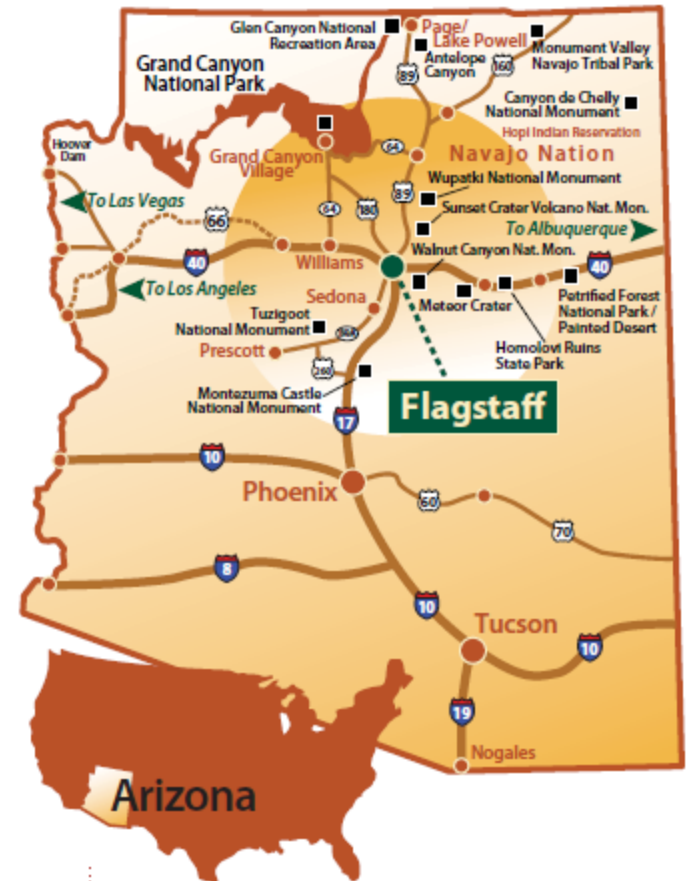 Glen Canyon National
Recreation Area
Page/
Lake Powell
Antelope
Canyon
Monument Valley
Navajo Tribal Park
Grand Canyon
National Park
89
160
Canyon de Chelly
National Monument
Hopi Indian Reservation
Hoover
Dam
Grand Canyon
Village
64
Navajo Nation
Wupatki National Monument
To Las Vegas
66
64
180
89
Sunset Crater Volcano Nat. Mon.
To Albuquerque
Walnut Canyon Nat. Mon.
40
Williams
40
To Los Angeles
Sedona
Meteor Crater
Petrified Forest
National Park /
Painted Desert
Tuzigoot
National Monument
Prescott
260
Homolovi Ruins
State Park
Montezuma Castle
National Monument
Flagstaff
17
10
Phoenix
60
70
8
10
Tucson
10
19
Nogales
Arizona